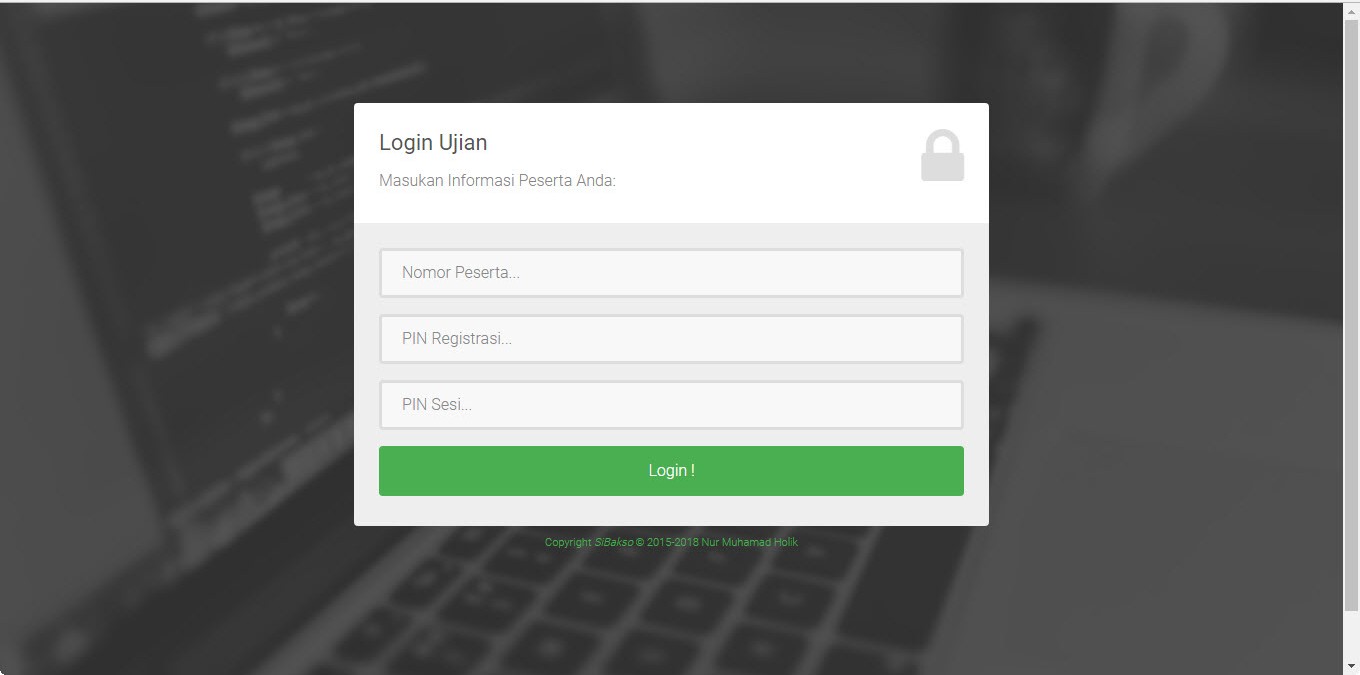 Login Ujian
Masukan Informasi Peserta Anda:
Nomor Peserta...
PIN Registrasi...
PIN Sesi...
Login !
Copyright SiBakso © 2015-2018 Nur Muhamad Holik